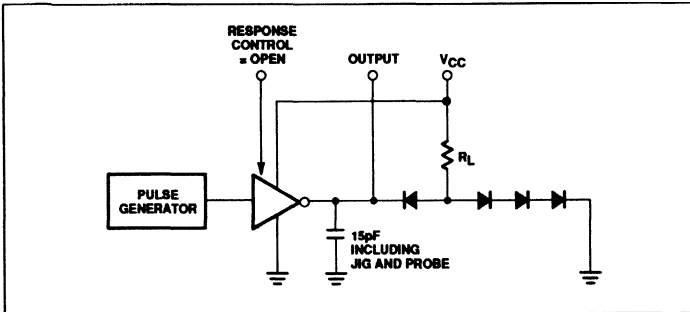 RESPONSE
CONTROL
= OPEN
OUTPUT
VCC
RL
PULSE
GENERATOR
15pF
INCLUDING
JIG AND PROBE